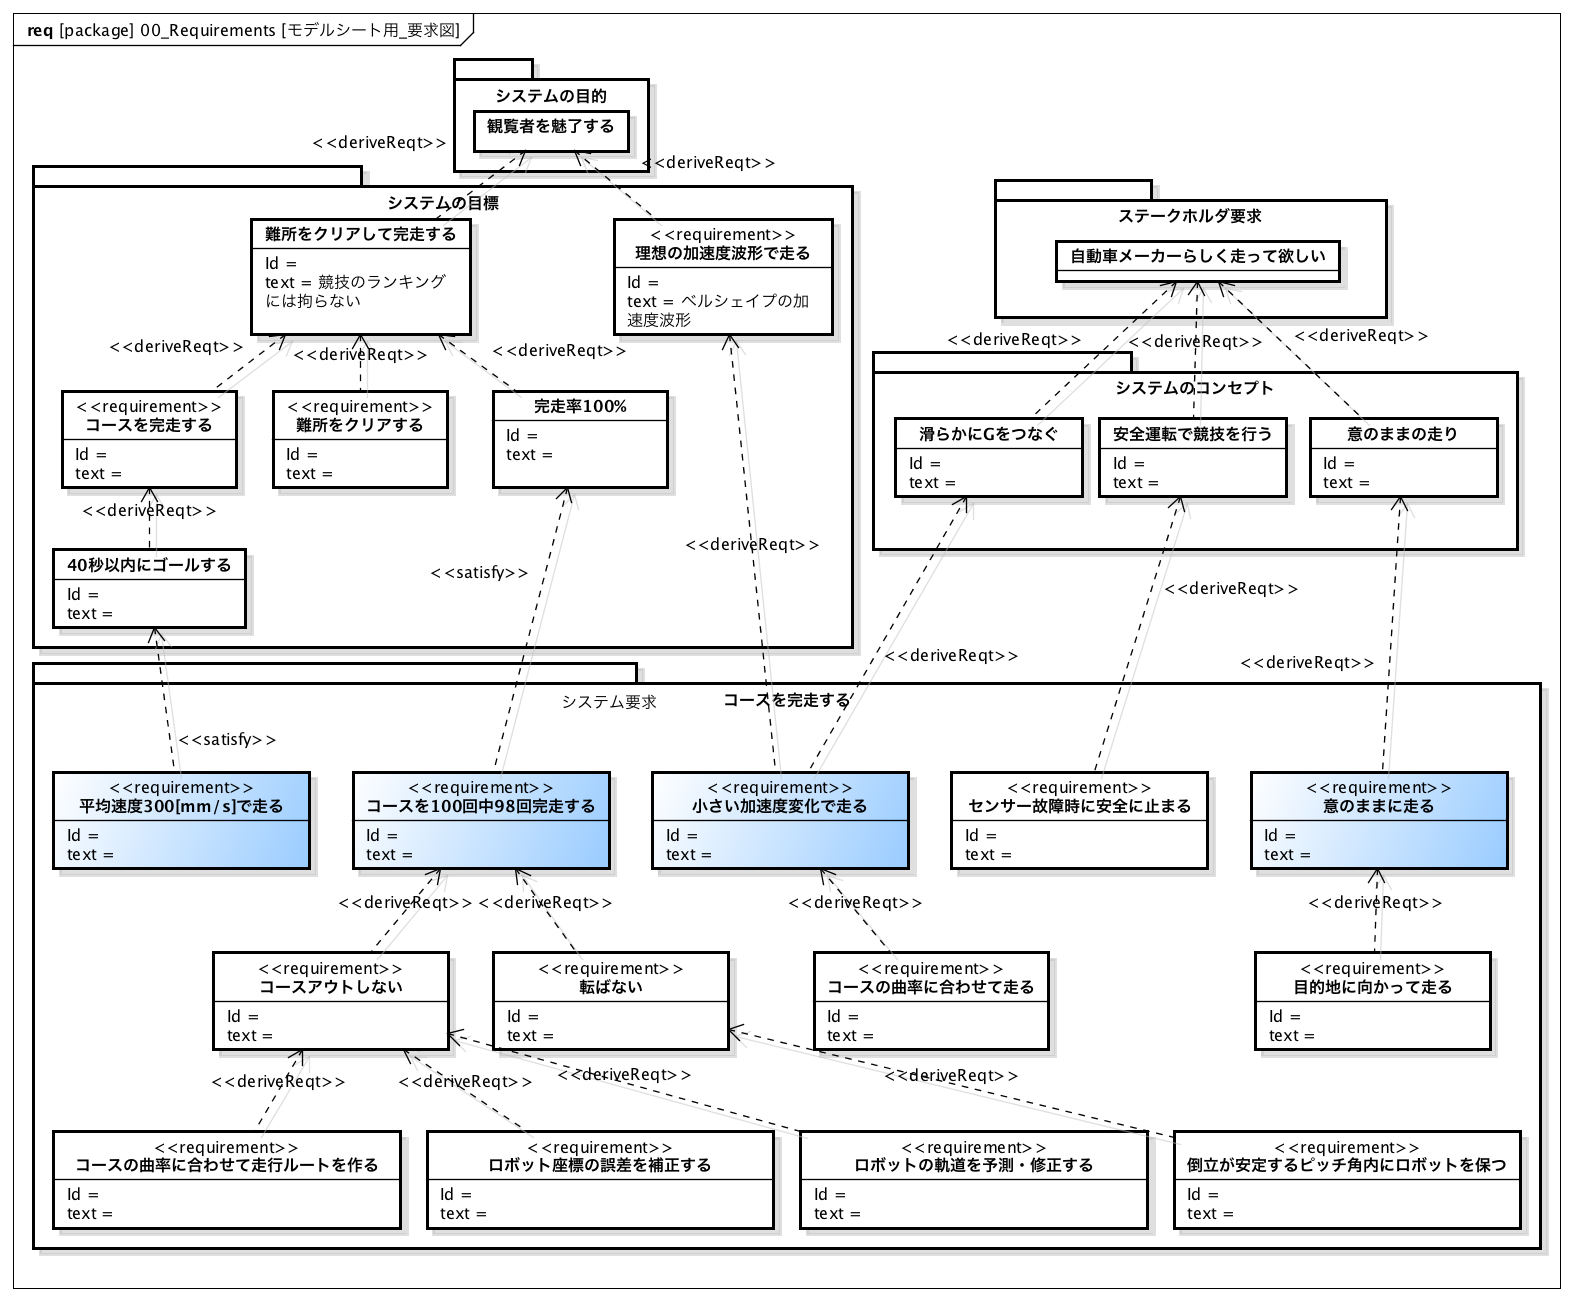 req [package] 00_Requirements [モデルシート用_要求図]
システムの目的
観覧者を魅了する
<<deriveReqt>>
<<deriveReqt>>
システムの目標
難所をクリアして完走する
Id =
text = 競技のランキング
には拘らない
<<requirement>>
理想の加速度波形で走る
Id =
text = ベルシェイプの加
速度波形
ステークホルダ要求
自動車メーカーらしく走って欲しい
<<deriveReqt>>
<<deriveReqt>>
<<deriveReqt>>
<<deriveReqt>>
<<deriveReqt>>
<<deriveReqt>>
システムのコンセプト
<<requirement>>
コースを完走する
Id =
text =
<<requirement>>
難所をクリアする
Id =
text =
完走率100%
Id =
text =
滑らかにGをつなぐ
Id =
text =
安全運転で競技を行う
Id =
text =
意のままの走り
Id =
text =
<<deriveReqt>>
40秒以内にゴールする
Id =
text =
<<satisfy>>
<<deriveReqt>>
<<deriveReqt>>
<<deriveReqt>>
<<deriveReqt>>
システム要求
コースを完走する
<<satisfy>>
<<requirement>>
平均速度300[mm/s]で走る
Id =
text =
<<requirement>>
コースを100回中98回完走する
Id =
text =
<<requirement>>
小さい加速度変化で走る
Id =
text =
<<requirement>>
センサー故障時に安全に止まる
Id =
text =
<<requirement>>
意のままに走る
Id =
text =
<<deriveReqt>>
<<deriveReqt>>
<<deriveReqt>>
<<deriveReqt>>
<<requirement>>
コースアウトしない
Id =
text =
<<requirement>>
転ばない
Id =
text =
<<requirement>>
コースの曲率に合わせて走る
Id =
text =
<<requirement>>
目的地に向かって走る
Id =
text =
<<deriveReqt>>
<<deriveReqt>>
<<deriveReqt>>
<<deriveReqt>>
<<requirement>>
コースの曲率に合わせて走行ルートを作る
Id =
text =
<<requirement>>
ロボット座標の誤差を補正する
Id =
text =
<<requirement>>
ロボットの軌道を予測・修正する
Id =
text =
<<requirement>>
倒立が安定するピッチ角内にロボットを保つ
Id =
text =